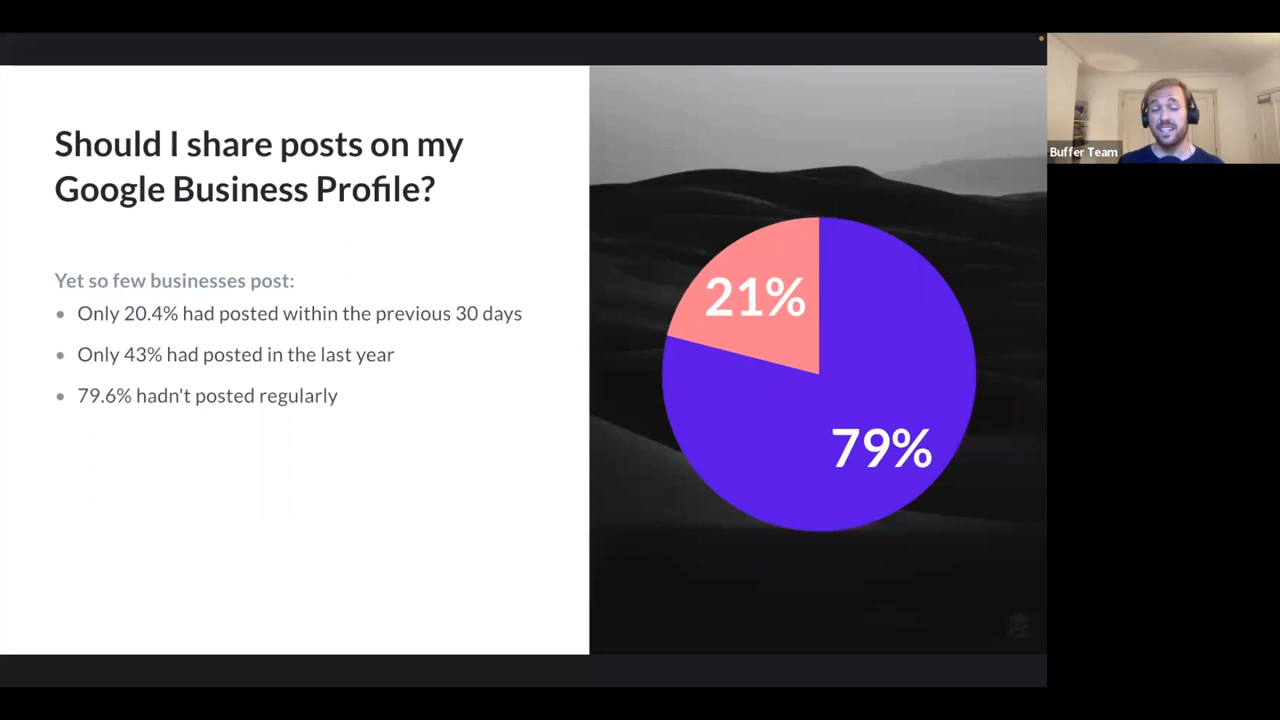 Should I share posts on my
Google Business Profile?
Yet so few businesses post:
• Only 20.4% had posted within the previous 30 days
• Only 43% had posted in the last year
• 79.6% hadn't posted regularly
21%
79%
Buffer Team